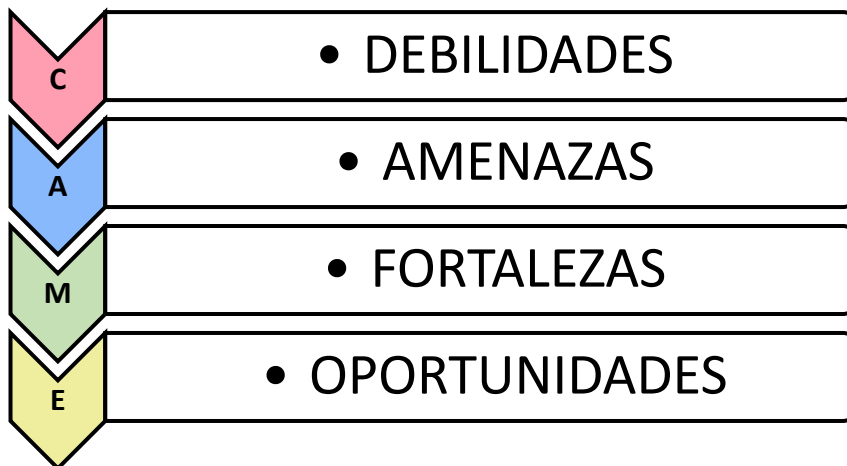 C • DEBILIDADES
A • AMENAZAS
M • FORTALEZAS
E • OPORTUNIDADES